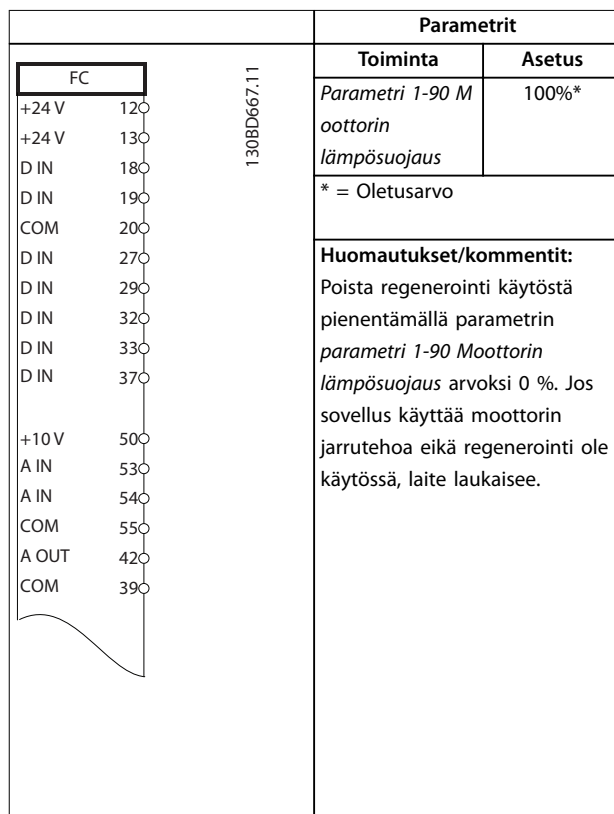 FC
+24 V 12
+24 V 13
D IN 18
D IN 19
COM 20
D IN 27
D IN 29
D IN 32
D IN 33
D IN 37
+10 V 50
A IN 53
A IN 54
COM 55
A OUT 42
COM 39
130BD667.11
Parametrit
Toiminta Asetus
Parametri 1-90 M 100%*
oottorin
lämpösuojaus
* = Oletusarvo
Huomautukset/kommentit:
Poista regenerointi käytöstä
pienentämällä parametrin
parametri 1-90 Moottorin
lämpösuojaus arvoksi 0 %. Jos
sovellus käyttää moottorin
jarrutehoa eikä regenerointi ole
käytössä, laite laukaisee.